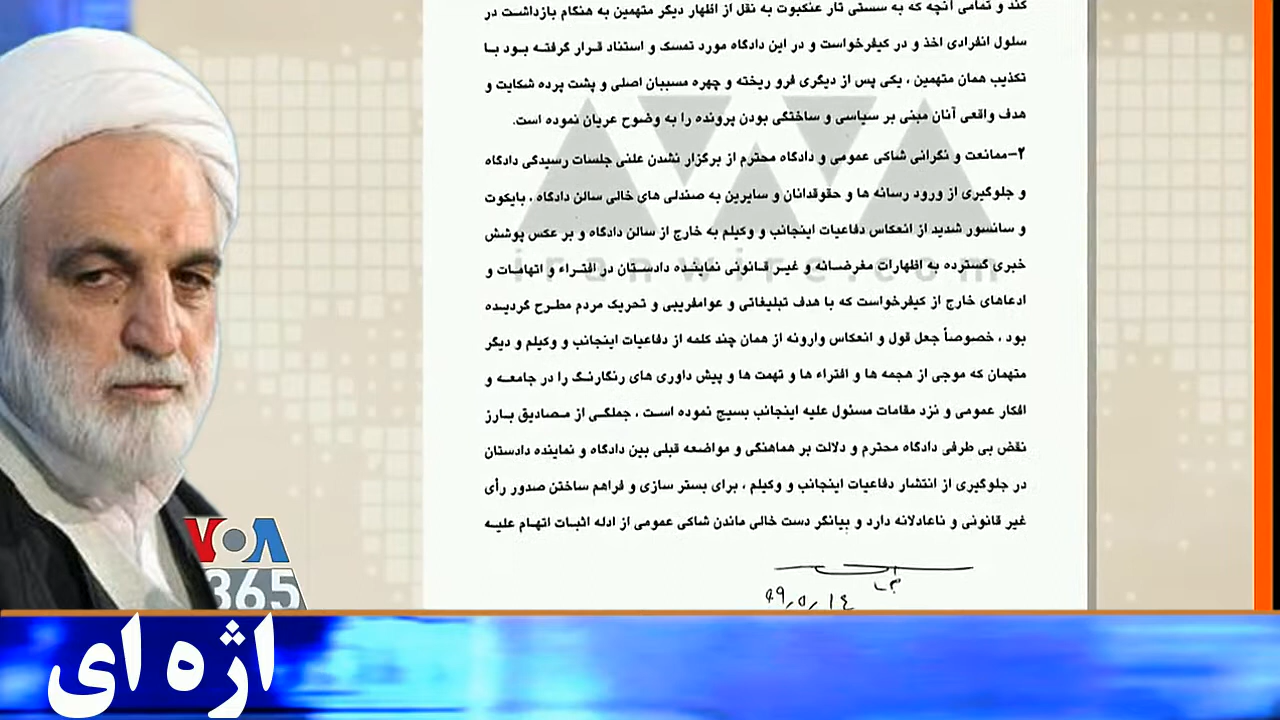 کند و تمامی آنچه که به سستی تار عنکبوت به نقل از اظهار دیگر متهمین به هنگام بازداشت در
سلول انفرادی اخذ و در کیفرخواست و در این دادگاه مورد تمسک و استناد قرار گرفته بود با
تکذیب همان متهمین ، یکی پس از دیگری فرو ریخته و چهره مسببان اصلی و پشت پرده شکایت و
هدف واقعی آنان مبنی بر سیاسی و ساختگی بودن پرونده را به وضوح عریان نموده است.
۲-ممانعت و نگرانی شاکی عمومی و دادگاه محترم از برگزار نشدن علنی جلسات رسیدگی دادگاه
و جلوگیری از ورود رسانه ها و حقوقدانان و سایرین به صندلی های خالی سالن دادگاه ، بایکوت
و سانسور شدید از انعکاس دفاعیات اینجانب و وکیلم به خارج از سالن دادگاه و بر عکس پوشش
خبری گسترده به اظهارات مغرضانه و غیر قانونی نماینده دادستان در افتراء و اتهامات و
ادعاهای خارج از کیفرخواست که با هدف تبلیغاتی و عوامفریبی و تحریک مردم مطرح گردیده
بود ، خصوصاً جعل قول و انعکاس وارونه از همان چند کلمه از دفاعیات اینجانب و وکیلم و دیگر
متهمان که موجی از هجمه ها و افتراء ها و تهمت ها و پیش داوری های رنگارنگ را در جامعه و
افکار عمومی و نزد مقامات مسئول علیه اینجانب بسیج نموده است ، جملگی از مصادیق بارز
نقض بی طرفی دادگاه محترم و دلالت بر هماهنگی و مواضعه قبلی بین دادگاه و نماینده دادستان
در جلوگیری از انتشار دفاعیات اینجانب و وکیلم ، برای بستر سازی و فراهم ساختن صدور رأی
غیر قانونی و ناعادلانه دارد و بیانگر دست خالی ماندن شاکی عمومی از ادله اثبات اتهام علیه
iranwire.com
۹۹،۵،۱٤
VOA
365
اژه ای